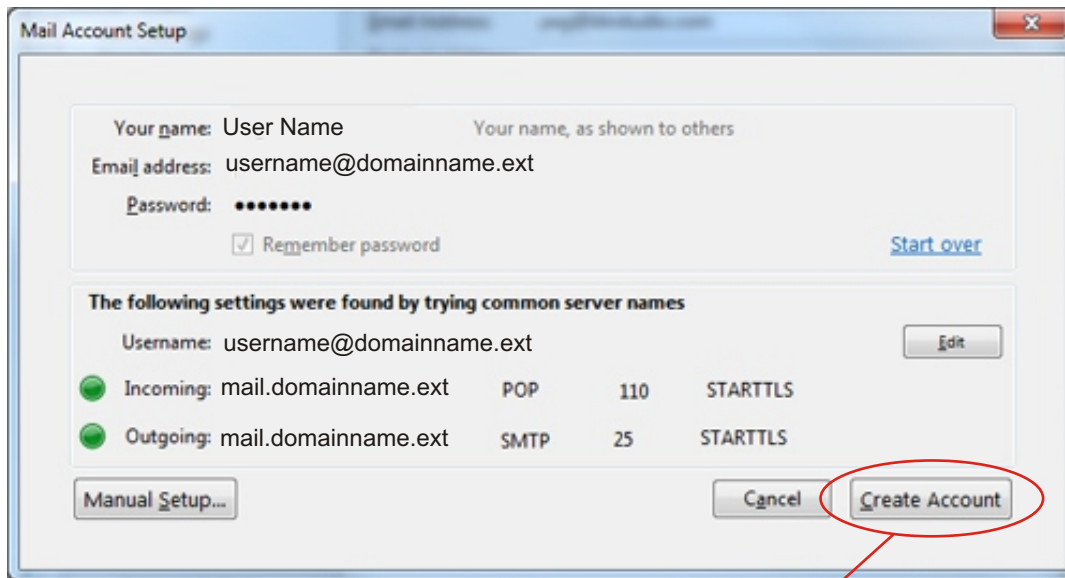 Mail Account Setup
Your name: User Name Your name, as shown to others
Email address: username@domainname.ext
Password: •••••••
Remember password Start over
The following settings were found by trying common server names
Username: username@domainname.ext Edit
Incoming: mail.domainname.ext POP 110 STARTTLS
Outgoing: mail.domainname.ext SMTP 25 STARTTLS
Manual Setup... Cancel Create Account